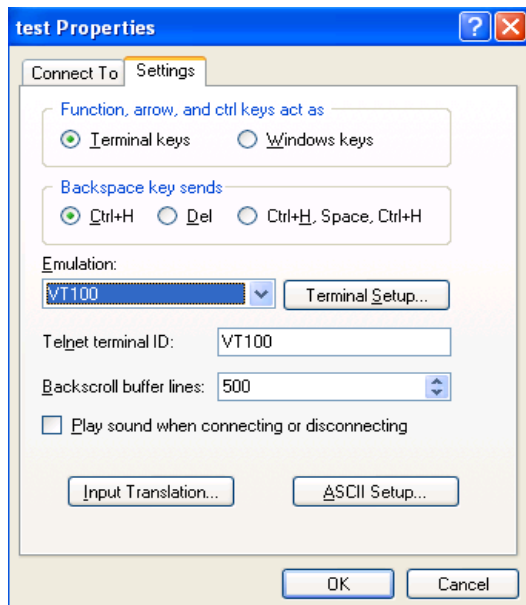 test Properties
Connect To Settings
Function, arrow, and ctrl keys act as
Terminal keys Windows keys
Backspace key sends
Ctrl+H Del Ctrl+H, Space, Ctrl+H
Emulation:
VT100 Terminal Setup...
Telnet terminal ID: VT100
Backscroll buffer lines: 500
Play sound when connecting or disconnecting
Input Translation... ASCII Setup...
OK Cancel